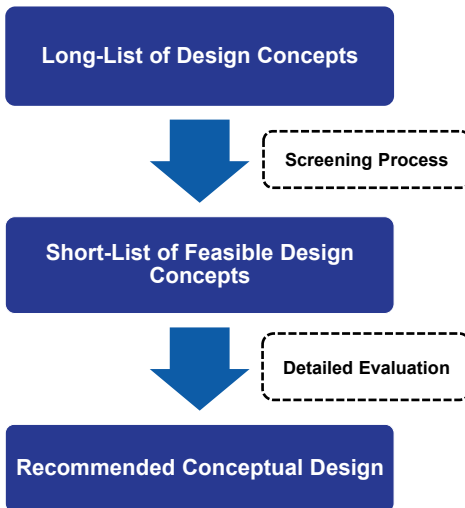 Long-List of Design Concepts
Screening Process
Short-List of Feasible Design
Concepts
Detailed Evaluation
Recommended Conceptual Design